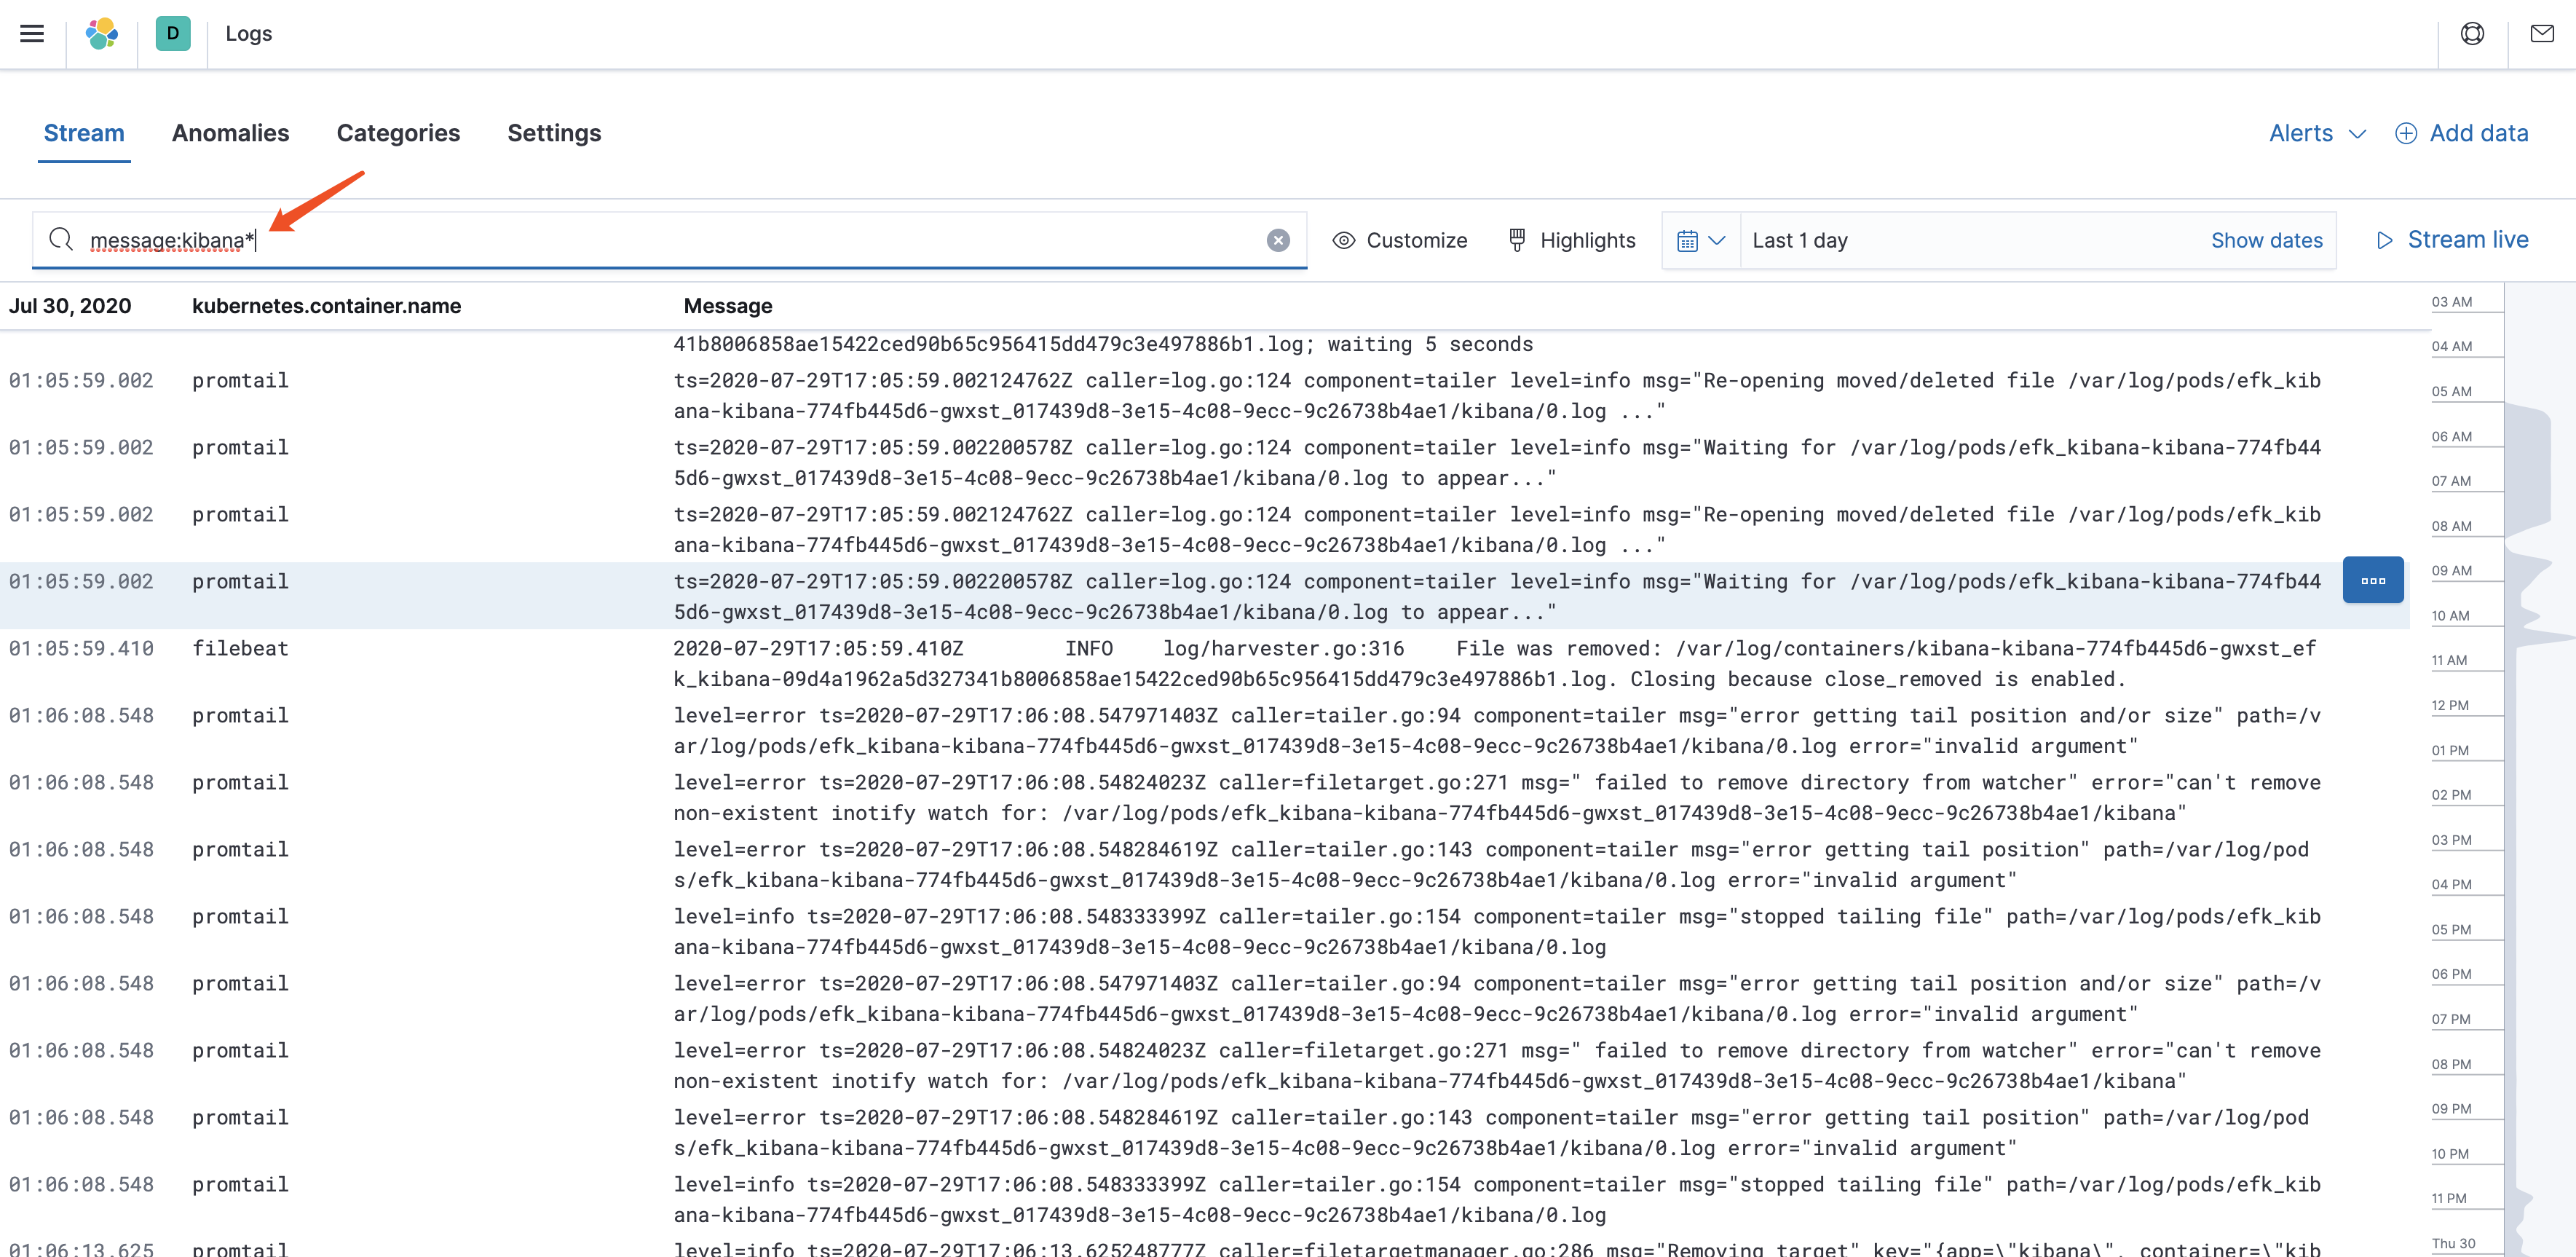 D Logs
Stream Anomalies Categories Settings Alerts Add data
message:kibana* Customize Highlights Last 1 day Show dates Stream live
Jul 30, 2020 kubernetes.container.name Message
41b8006858ae15422ced90b65c956415dd479c3e497886b1.log; waiting 5 seconds
01:05:59.002 promtail ts=2020-07-29T17:05:59.002124762Z caller=log.go:124 component=tailer level=info msg="Re-opening moved/deleted file /var/log/pods/efk_kib
ana-kibana-774fb445d6-gwxst_017439d8-3e15-4c08-9ecc-9c26738b4ae1/kibana/0.log ..."
01:05:59.002 promtail ts=2020-07-29T17:05:59.002200578Z caller=log.go:124 component=tailer level=info msg="Waiting for /var/log/pods/efk_kibana-kibana-774fb44
5d6-gwxst_017439d8-3e15-4c08-9ecc-9c26738b4ae1/kibana/0.log to appear..."
01:05:59.002 promtail ts=2020-07-29T17:05:59.002124762Z caller=log.go:124 component=tailer level=info msg="Re-opening moved/deleted file /var/log/pods/efk_kib
ana-kibana-774fb445d6-gwxst_017439d8-3e15-4c08-9ecc-9c26738b4ae1/kibana/0.log ..."
01:05:59.002 promtail ts=2020-07-29T17:05:59.002200578Z caller=log.go:124 component=tailer level=info msg="Waiting for /var/log/pods/efk_kibana-kibana-774fb44
5d6-gwxst_017439d8-3e15-4c08-9ecc-9c26738b4ae1/kibana/0.log to appear..."
01:05:59.410 filebeat 2020-07-29T17:05:59.410Z INFO log/harvester.go:316 File was removed: /var/log/containers/kibana-kibana-774fb445d6-gwxst_ef
k_kibana-09d4a1962a5d327341b8006858ae15422ced90b65c956415dd479c3e497886b1.log. Closing because close_removed is enabled.
01:06:08.548 promtail level=error ts=2020-07-29T17:06:08.547971403Z caller=tailer.go:94 component=tailer msg="error getting tail position and/or size" path=/v
ar/log/pods/efk_kibana-kibana-774fb445d6-gwxst_017439d8-3e15-4c08-9ecc-9c26738b4ae1/kibana/0.log error="invalid argument"
01:06:08.548 promtail level=error ts=2020-07-29T17:06:08.54824023Z caller=filetarget.go:271 msg=" failed to remove directory from watcher" error="can't remove
non-existent inotify watch for: /var/log/pods/efk_kibana-kibana-774fb445d6-gwxst_017439d8-3e15-4c08-9ecc-9c26738b4ae1/kibana"
01:06:08.548 promtail level=error ts=2020-07-29T17:06:08.548284619Z caller=tailer.go:143 component=tailer msg="error getting tail position" path=/var/log/pod
s/efk_kibana-kibana-774fb445d6-gwxst_017439d8-3e15-4c08-9ecc-9c26738b4ae1/kibana/0.log error="invalid argument"
01:06:08.548 promtail level=info ts=2020-07-29T17:06:08.548333399Z caller=tailer.go:154 component=tailer msg="stopped tailing file" path=/var/log/pods/efk_kib
ana-kibana-774fb445d6-gwxst_017439d8-3e15-4c08-9ecc-9c26738b4ae1/kibana/0.log
01:06:08.548 promtail level=error ts=2020-07-29T17:06:08.547971403Z caller=tailer.go:94 component=tailer msg="error getting tail position and/or size" path=/v
ar/log/pods/efk_kibana-kibana-774fb445d6-gwxst_017439d8-3e15-4c08-9ecc-9c26738b4ae1/kibana/0.log error="invalid argument"
01:06:08.548 promtail level=error ts=2020-07-29T17:06:08.54824023Z caller=filetarget.go:271 msg=" failed to remove directory from watcher" error="can't remove
non-existent inotify watch for: /var/log/pods/efk_kibana-kibana-774fb445d6-gwxst_017439d8-3e15-4c08-9ecc-9c26738b4ae1/kibana"
01:06:08.548 promtail level=error ts=2020-07-29T17:06:08.548284619Z caller=tailer.go:143 component=tailer msg="error getting tail position" path=/var/log/pod
s/efk_kibana-kibana-774fb445d6-gwxst_017439d8-3e15-4c08-9ecc-9c26738b4ae1/kibana/0.log error="invalid argument"
01:06:08.548 promtail level=info ts=2020-07-29T17:06:08.548333399Z caller=tailer.go:154 component=tailer msg="stopped tailing file" path=/var/log/pods/efk_kib
ana-kibana-774fb445d6-gwxst_017439d8-3e15-4c08-9ecc-9c26738b4ae1/kibana/0.log
01:06:13.625 promtail level=info ts=2020-07-29T17:06:13.625248777Z caller=filetargetmanager.go:286 msg="Removing target" key="{app=\"kibana\", container=\"kib
03 AM
04 AM
05 AM
06 AM
07 AM
08 AM
09 AM
10 AM
11 AM
12 PM
01 PM
02 PM
03 PM
04 PM
05 PM
06 PM
07 PM
08 PM
09 PM
10 PM
11 PM
Thu 30